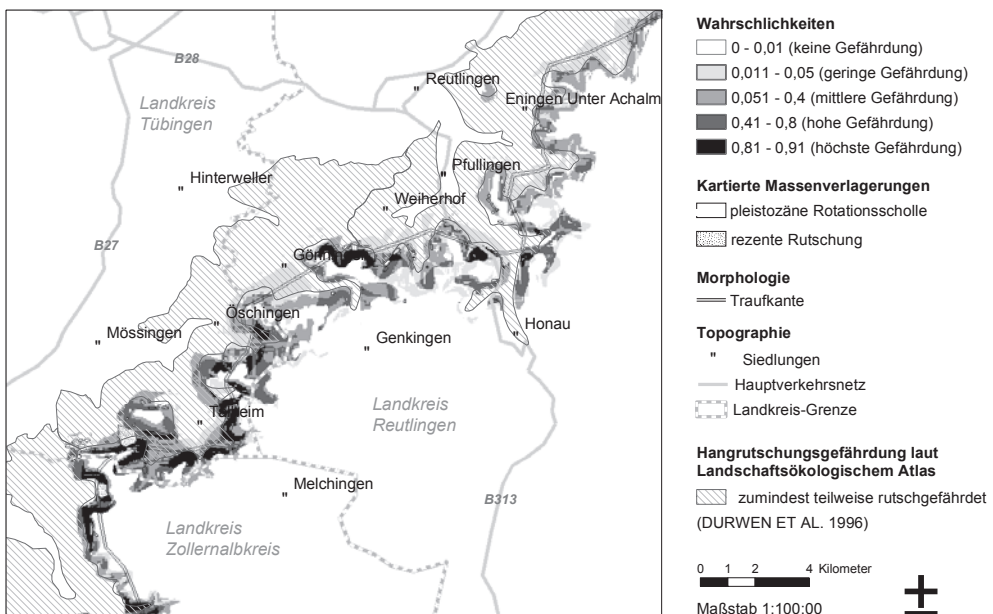 B28
Reutlingen
Eningen Unter Achalm
Landkreis
Tübingen
Pfullingen
Hinterweiler
Weiherhof
B27
Gönningen
Öschingen
Mössingen
Honau
Genkingen
Landkreis
Reutlingen
Talheim
Melchingen
B313
Landkreis
Zollernalbkreis
Wahrschlichkeiten
0 - 0,01 (keine Gefährdung)
0,011 - 0,05 (geringe Gefährdung)
0,051 - 0,4 (mittlere Gefährdung)
0,41 - 0,8 (hohe Gefährdung)
0,81 - 0,91 (höchste Gefährdung)
Kartierte Massenverlagerungen
pleistozäne Rotationsscholle
rezente Rutschung
Morphologie
Traufkante
Topographie
" Siedlungen
Hauptverkehrsnetz
Landkreis-Grenze
Hangrutschungsgefährdung laut
Landschaftsökologischem Atlas
zumindest teilweise rutschgefährdet
(DURWEN ET AL. 1996)
0 1 2 4 Kilometer
Maßstab 1:100:00